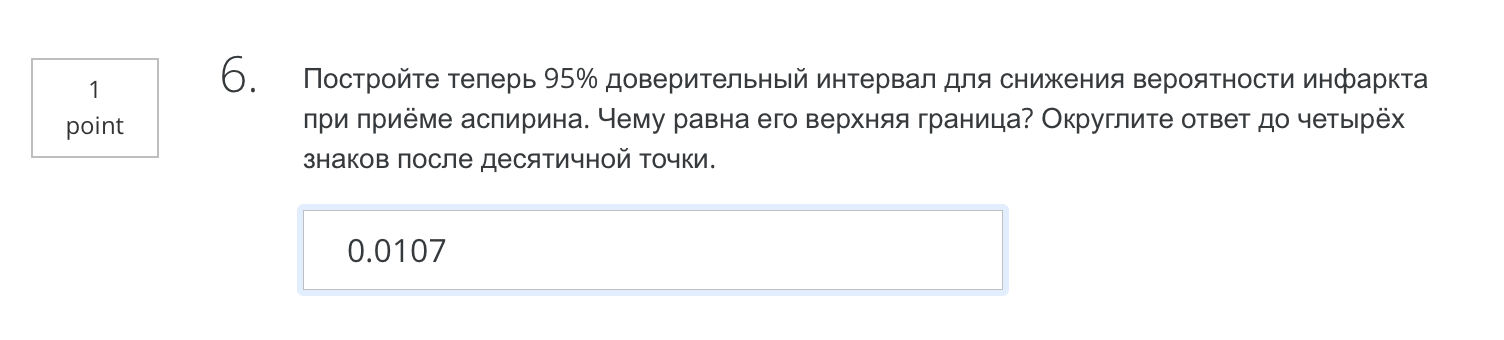 1
point
6.
Постройте теперь 95% доверительный интервал для снижения вероятности инфаркта
при приёме аспирина. Чему равна его верхняя граница? Округлите ответ до четырёх
знаков после десятичной точки.
0.0107